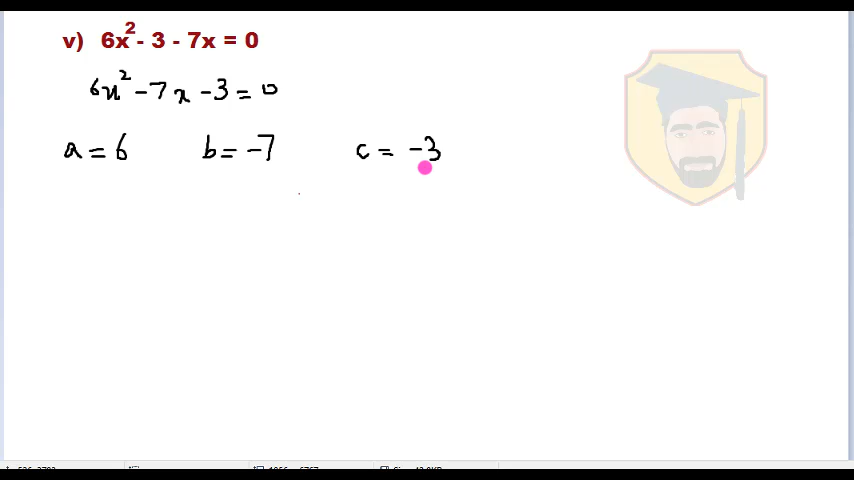 v) 6x² - 3 - 7x = 0
6x² - 7x - 3 = 0
a = 6 b = -7 c = -3